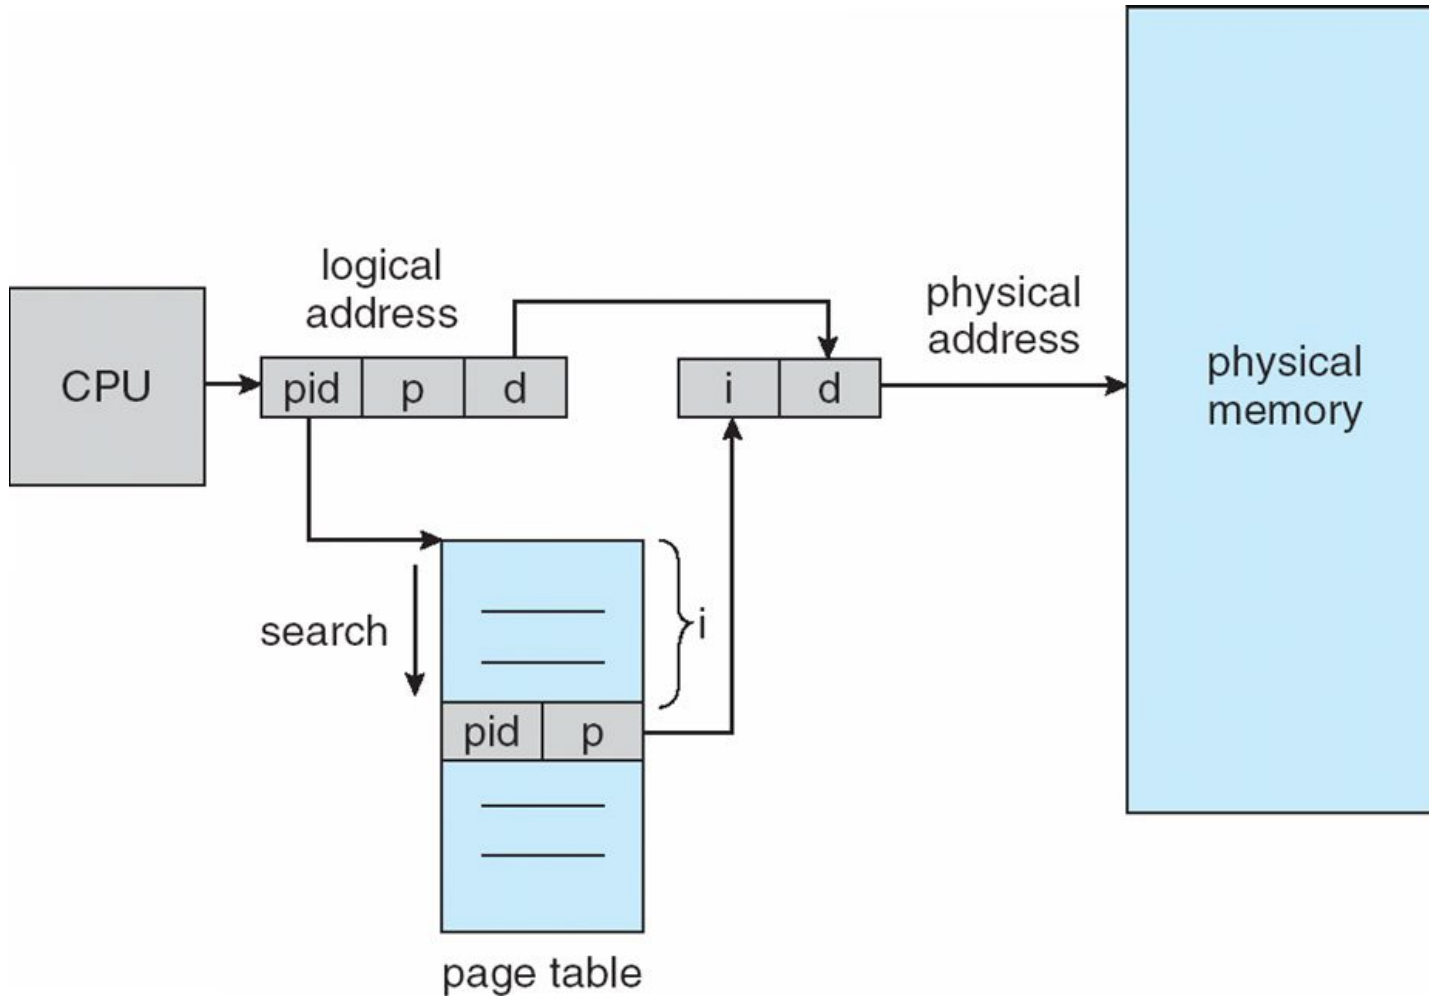 logical
address
physical
address
CPU
pid p d
i d
physical
memory
search
i
pid p
page table